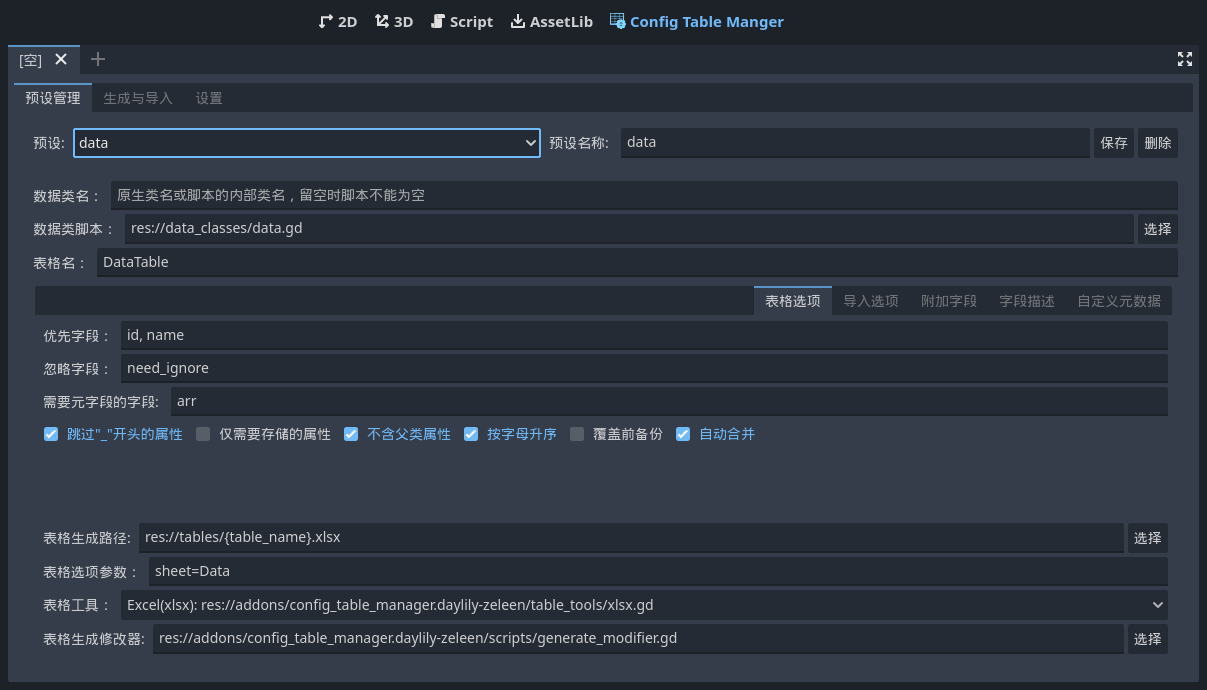 2D 3D Script AssetLib Config Table Manger
[空]
预设管理 生成与导入 设置
预设: data 预设名称: data 保存 删除
数据类名： 原生类名或脚本的内部类名，留空时脚本不能为空
数据类脚本： res://data_classes/data.gd 选择
表格名： DataTable
表格选项 导入选项 附加字段 字段描述 自定义元数据
优先字段： id, name
忽略字段： need_ignore
需要元字段的字段: arr
跳过"_"开头的属性 仅需要存储的属性 不含父类属性 按字母升序 覆盖前备份 自动合并
表格生成路径: res://tables/{table_name}.xlsx 选择
表格选项参数： sheet=Data
表格工具： Excel(xlsx): res://addons/config_table_manager.daylily-zeleen/table_tools/xlsx.gd
表格生成修改器: res://addons/config_table_manager.daylily-zeleen/scripts/generate_modifier.gd 选择